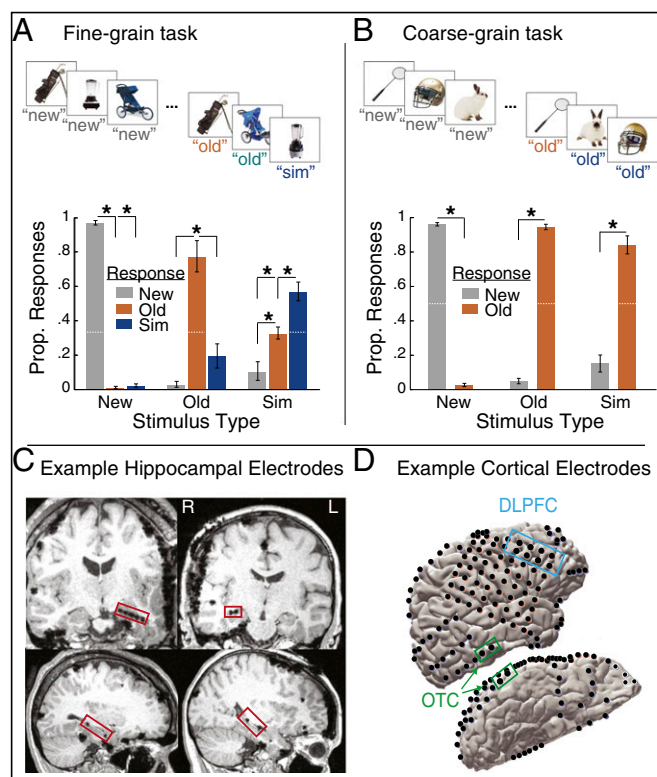 A Fine-grain task
"new"
"new"
"new"
...
"old"
"old"
"sim"
* * * * * *
Prop. Responses
1
.8
.6
.4
.2
0
Response
New
Old
Sim
New Old Sim
Stimulus Type
B Coarse-grain task
"new"
"new"
"new"
...
"old"
"old"
"old"
* * *
Prop. Responses
1
.8
.6
.4
.2
0
Response
New
Old
New Old Sim
Stimulus Type
C Example Hippocampal Electrodes
R L
D Example Cortical Electrodes
DLPFC
OTC